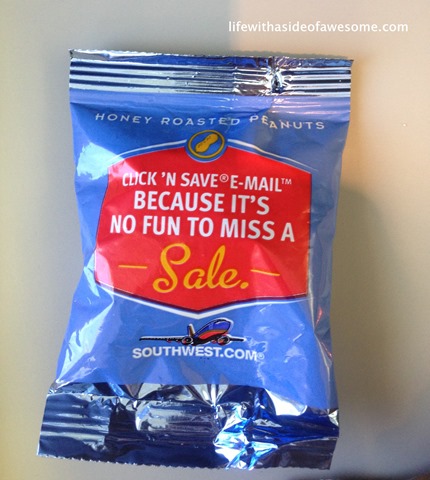 lifewithasideofawesome.com
HONEY ROASTED PEANUTS
CLICK 'N SAVE® E-MAIL™
BECAUSE IT'S
NO FUN TO MISS A
Sale.
SOUTHWEST.COM®